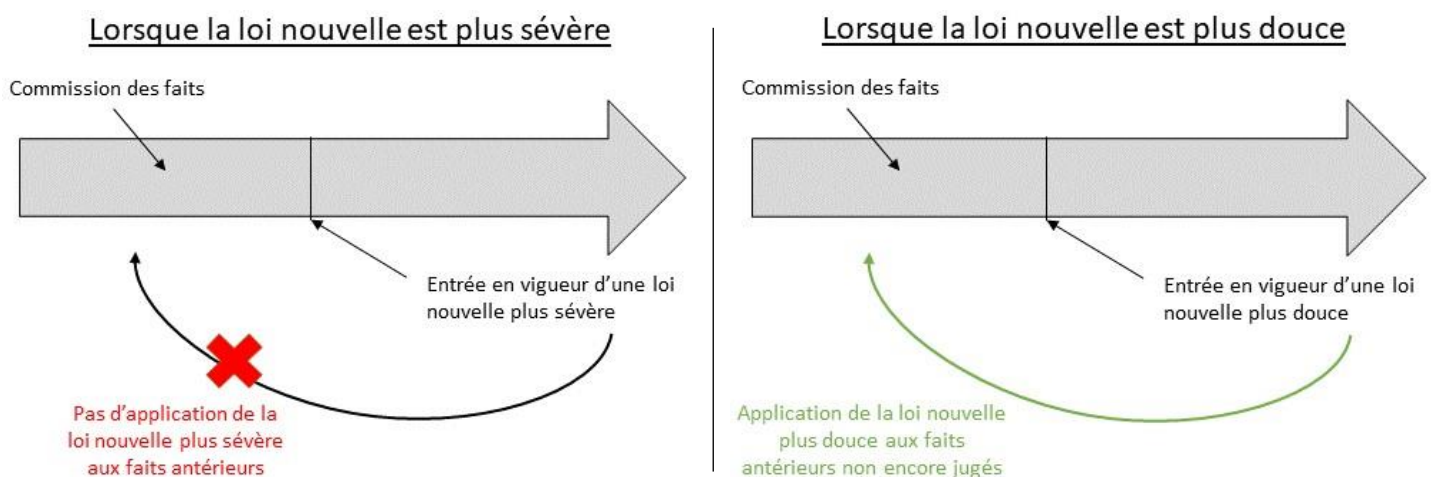 Lorsque la loi nouvelle est plus sévère
Commission des faits
Entrée en vigueur d'une loi
nouvelle plus sévère
Pas d'application de la
loi nouvelle plus sévère
aux faits antérieurs
Lorsque la loi nouvelle est plus douce
Commission des faits
Entrée en vigueur d'une loi
nouvelle plus douce
Application de la loi nouvelle
plus douce aux faits
antérieurs non encore jugés